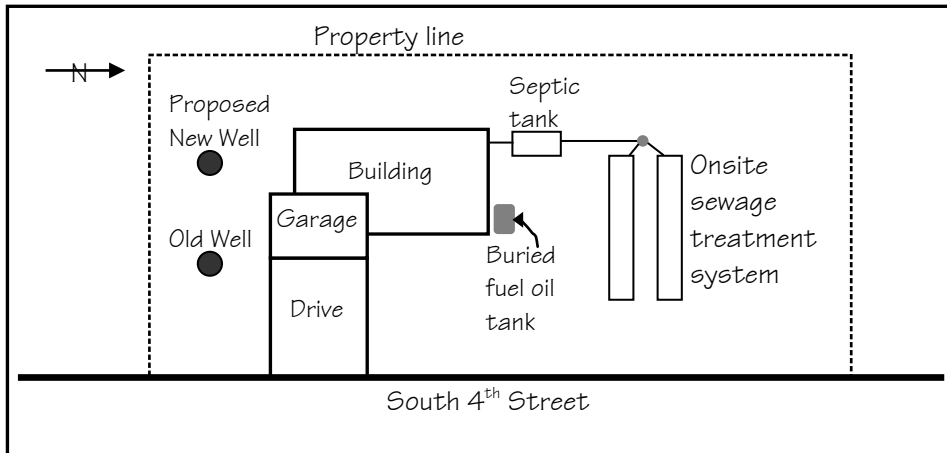 Property line
N
Septic
tank
Proposed
New Well
Building
Onsite
sewage
treatment
system
Garage
Old Well
Buried
fuel oil
tank
Drive
South 4th Street